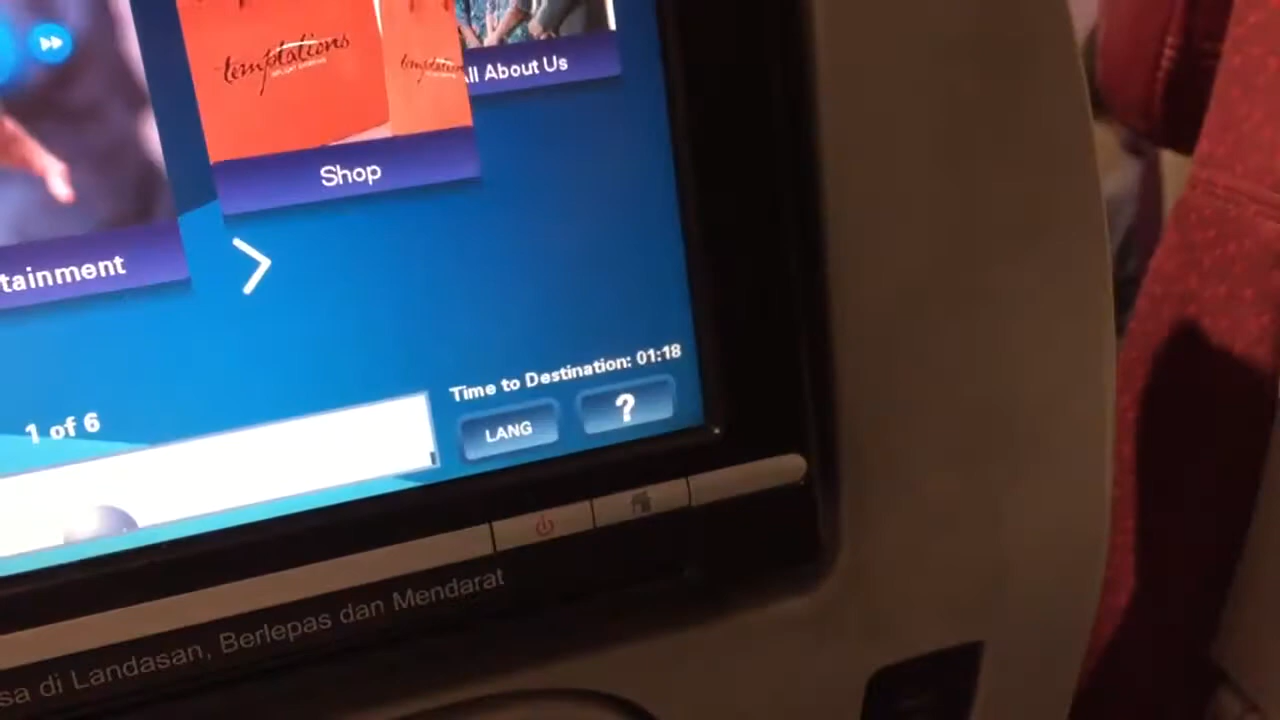 temptations
temptation
All About Us
Shop
tainment
Time to Destination: 01:18
1 of 6
LANG
?
sa di Landasan, Berlepas dan Mendarat